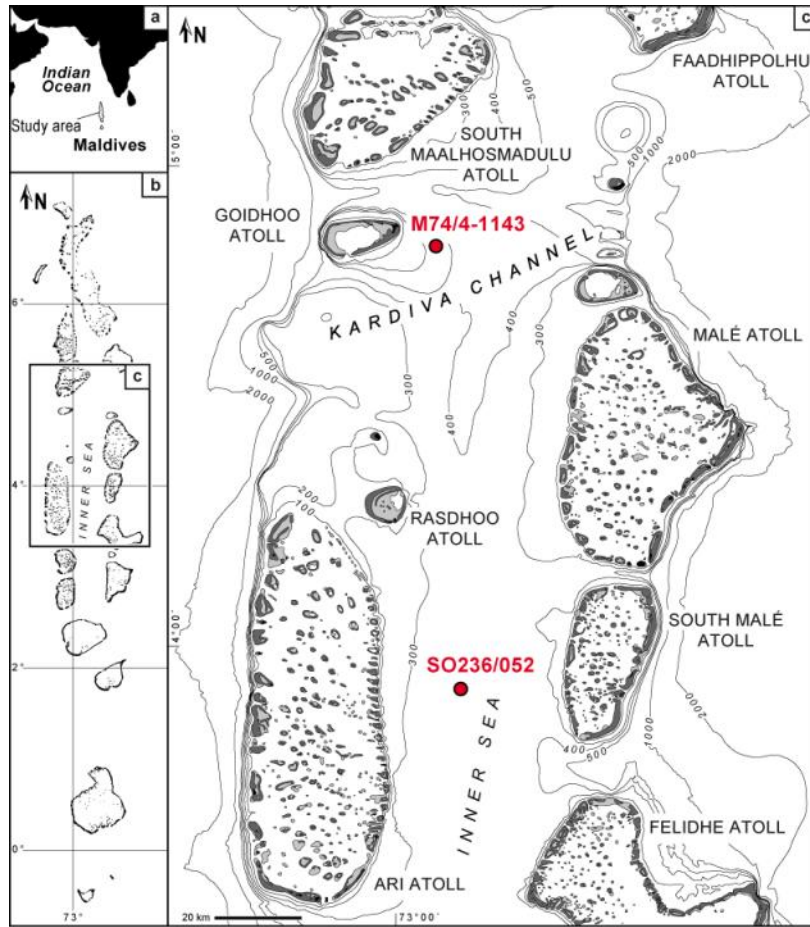 a
N
Indian
Ocean
Study area
Maldives
b
N
6°
c
INNER SEA
4°
2°
0°
73°
c
N
FAADHIPPOLHU
ATOLL
300
400
500
SOUTH
MAALHOSMADULU
ATOLL
5°00'
500
1000
2000
GOIDHOO
ATOLL
M74/4-1143
KARDIVA CHANNEL
500
1000
2000
400
300
MALÉ ATOLL
300
400
200
100
RASDHOO
ATOLL
4°00'
300
SOUTH MALÉ
ATOLL
SO236/052
2000
1000
400
500
INNER SEA
FELIDHE ATOLL
ARI ATOLL
20 km
73°00'